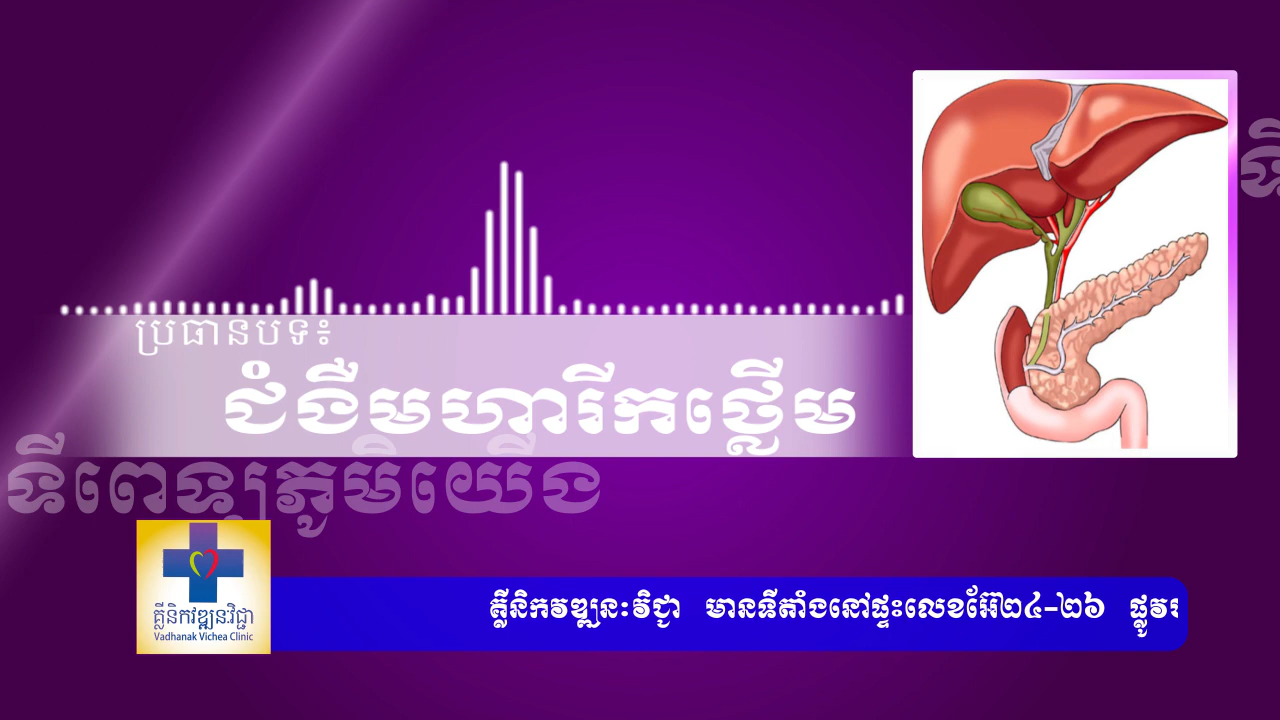 ប្រធានបទ៖
ជំងឺមហារីកថ្លើម
ទីពេទ្យភូមិយើង
ទី
គ្លីនិកវឌ្ឍនៈវិជ្ជា
Vadhanak Vichea Clinic
គ្លីនិកវឌ្ឍនៈវិជ្ជា មានទីតាំងនៅផ្ទះលេខអ៊ែ២៤-២៦ ផ្លូវ